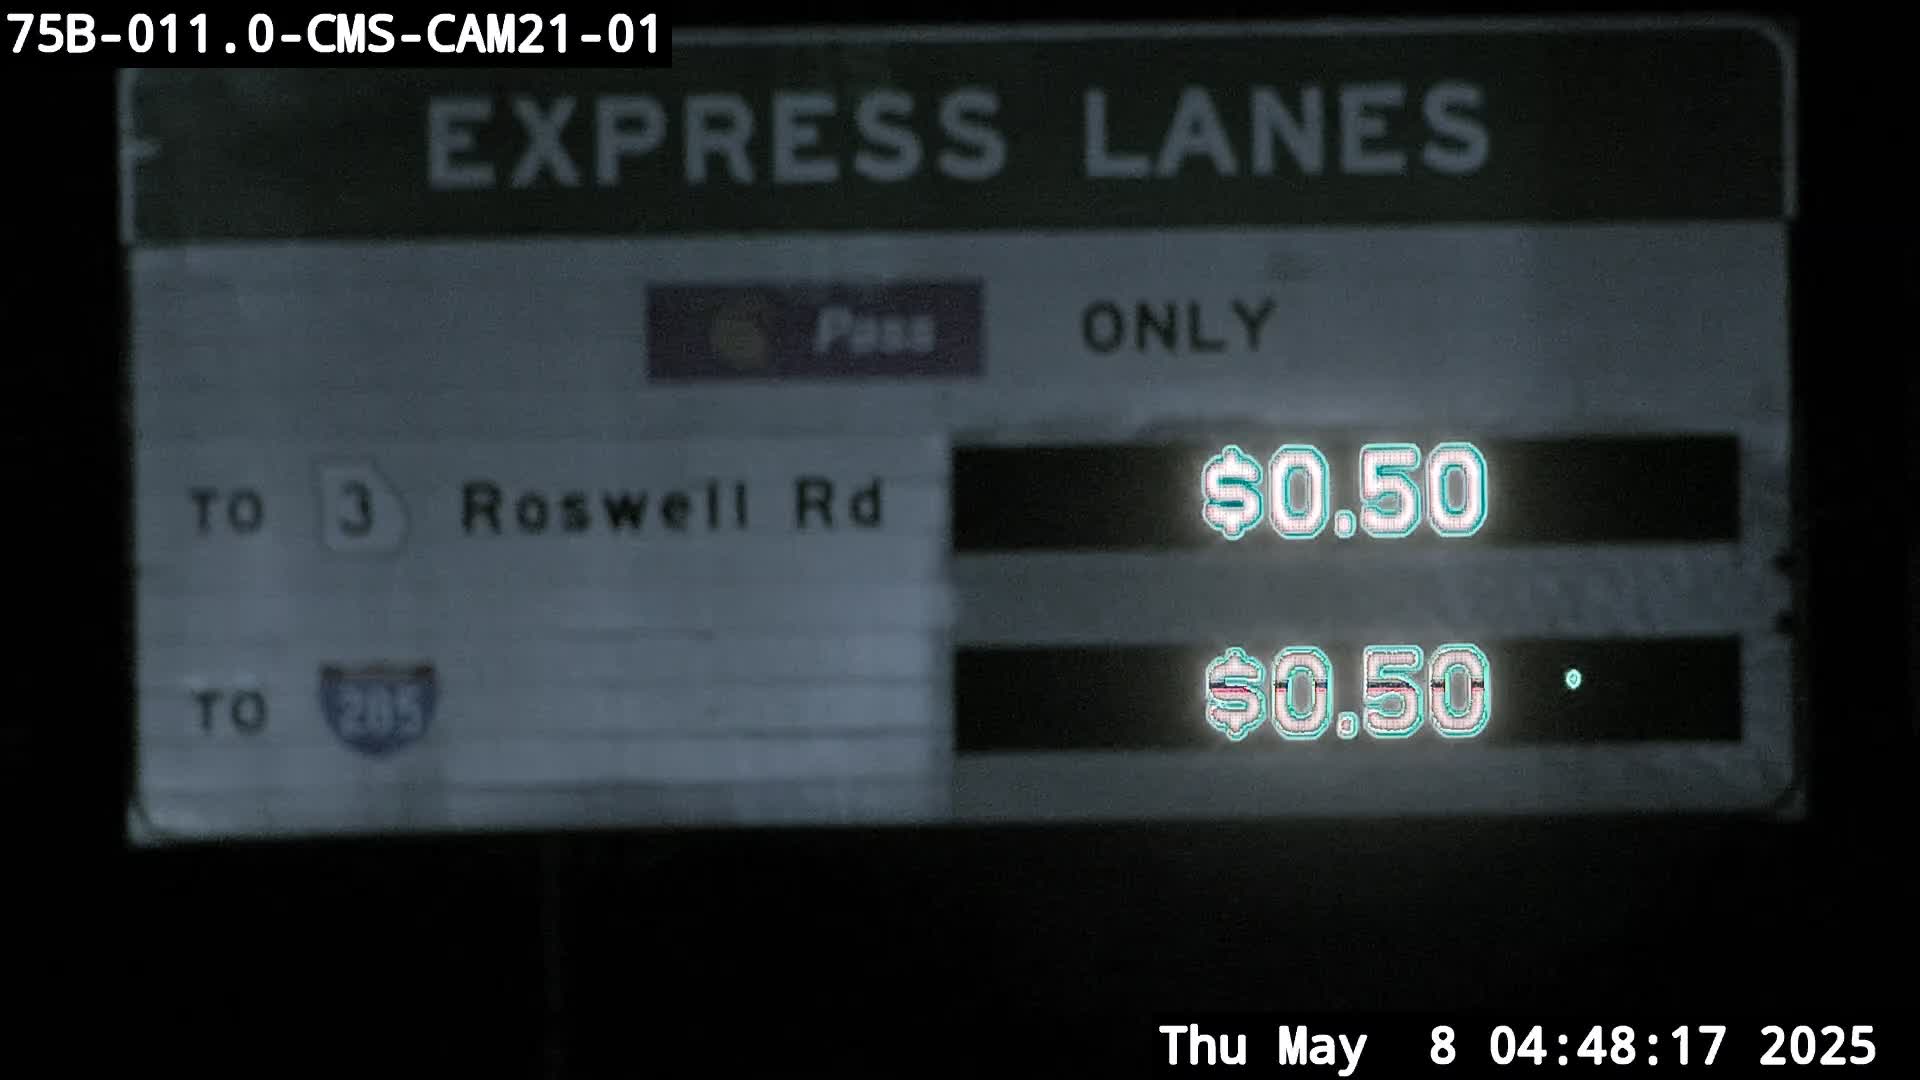 75B-011.0-CMS-CAM21-01
EXPRESS LANES
Pass ONLY
TO 3 Roswell Rd $0.50
TO 285 $0.50
Thu May 8 04:48:17 2025